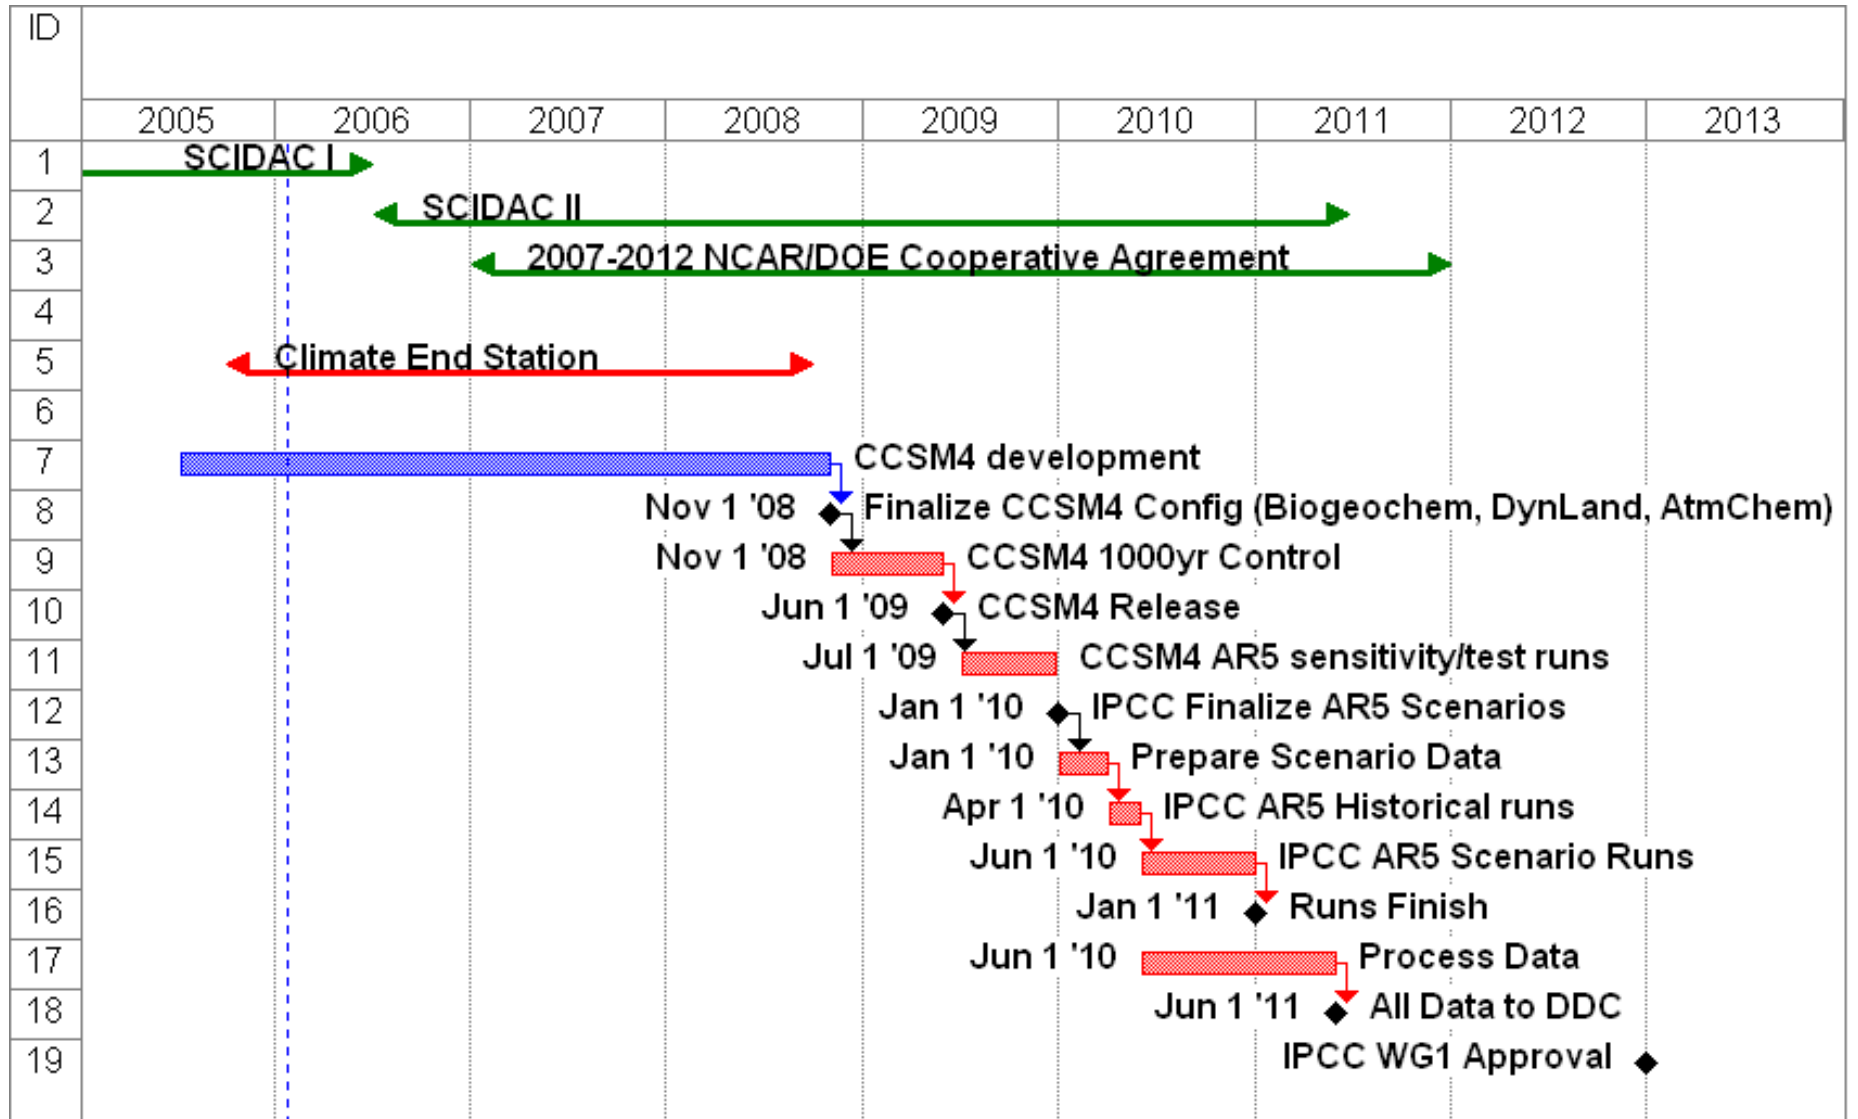 ID
2005 2006 2007 2008 2009 2010 2011 2012 2013
1 SCIDAC I
2 SCIDAC II
3 2007-2012 NCAR/DOE Cooperative Agreement
4
5 Climate End Station
6
7 CCSM4 development
8 Nov 1 '08 Finalize CCSM4 Config (Biogeochem, DynLand, AtmChem)
9 Nov 1 '08 CCSM4 1000yr Control
10 Jun 1 '09 CCSM4 Release
11 Jul 1 '09 CCSM4 AR5 sensitivity/test runs
12 Jan 1 '10 IPCC Finalize AR5 Scenarios
13 Jan 1 '10 Prepare Scenario Data
14 Apr 1 '10 IPCC AR5 Historical runs
15 Jun 1 '10 IPCC AR5 Scenario Runs
16 Jan 1 '11 Runs Finish
17 Jun 1 '10 Process Data
18 Jun 1 '11 All Data to DDC
19 IPCC WG1 Approval